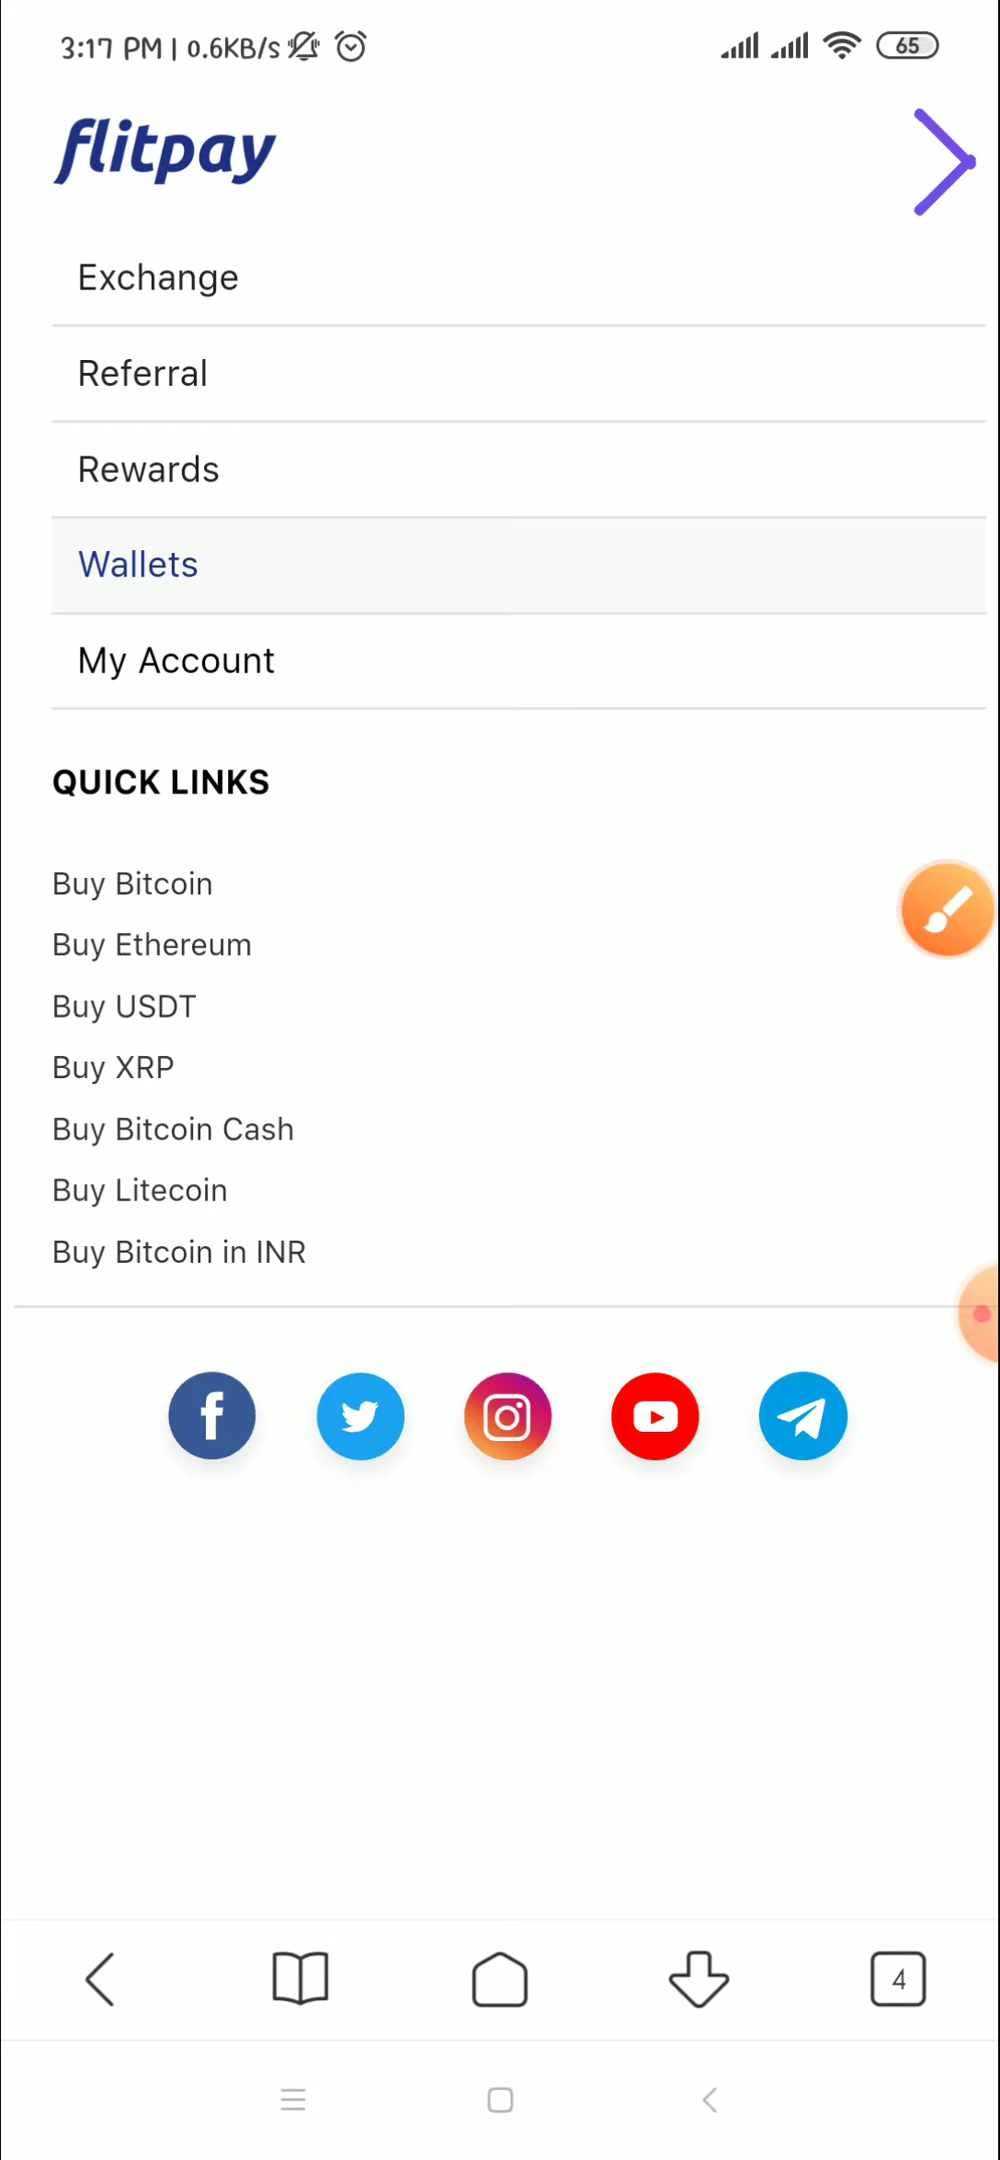 3:17 PM | 0.6KB/s
65
flitpay
Exchange
Referral
Rewards
Wallets
My Account
QUICK LINKS
Buy Bitcoin
Buy Ethereum
Buy USDT
Buy XRP
Buy Bitcoin Cash
Buy Litecoin
Buy Bitcoin in INR
4